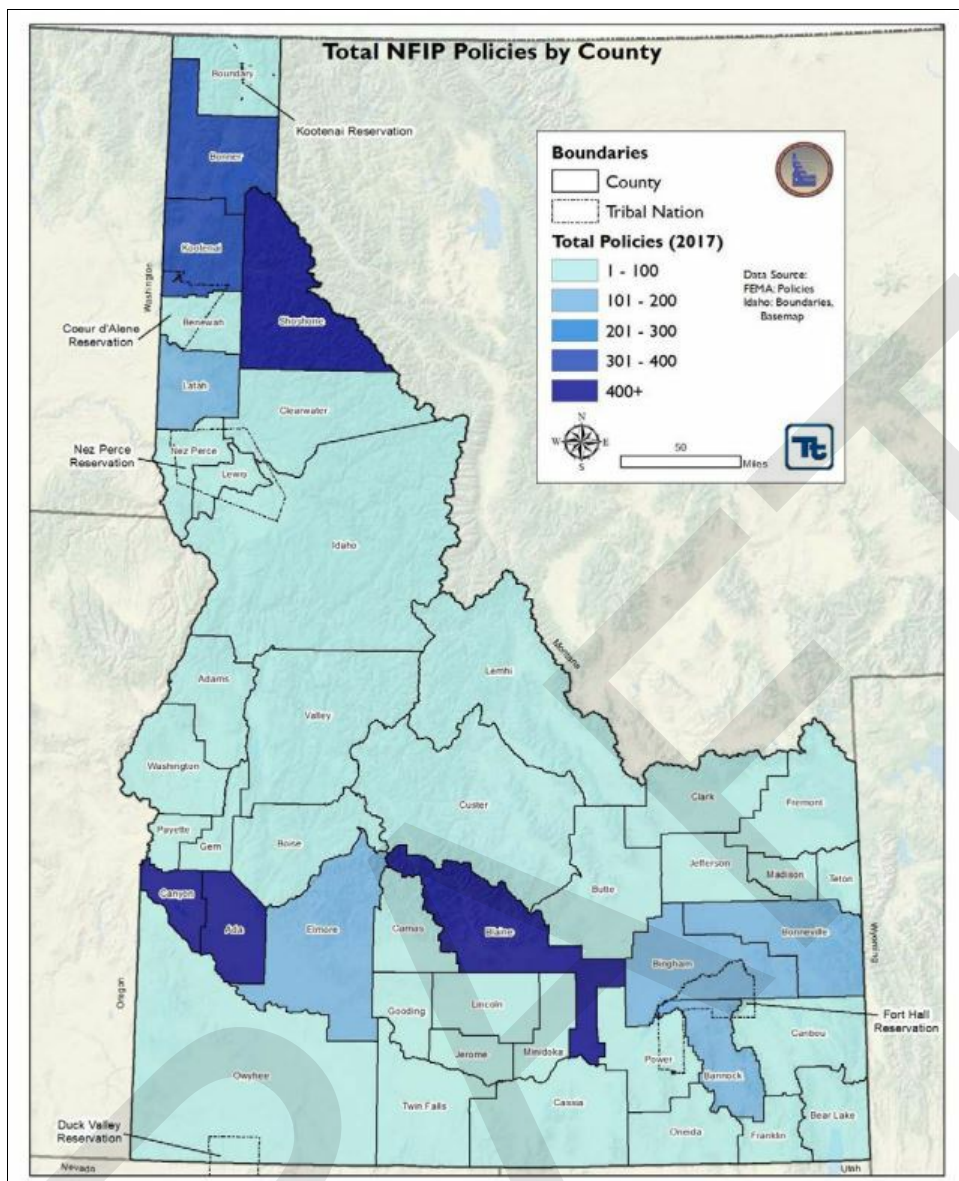 Total NFIP Policies by County
Boundary
Kootenai Reservation
Bonner
Boundaries
County
Tribal Nation
Total Policies (2017)
1 - 100
101 - 200
201 - 300
301 - 400
400+
Data Source:
FEMA: Policies
Idaho: Boundaries,
Basemap
N
W
E
S
50
Miles
Tt
Kootenai
Washington
Shoshone
Coeur d'Alene
Reservation
Benewah
Latah
Clearwater
Nez Perce
Reservation
Nez Perce
Lewis
Idaho
Montana
Lemhi
Adams
Valley
Washington
Custer
Clark
Fremont
Payette
Gem
Boise
Butte
Jefferson
Madison
Teton
Canyon
Ada
Elmore
Camas
Blaine
Bonneville
Wyoming
Bingham
Oregon
Gooding
Lincoln
Fort Hall
Reservation
Caribou
Jerome
Minidoka
Power
Bannock
Owyhee
Twin Falls
Cassia
Bear Lake
Oneida
Franklin
Duck Valley
Reservation
Nevada
Utah
DRAFT